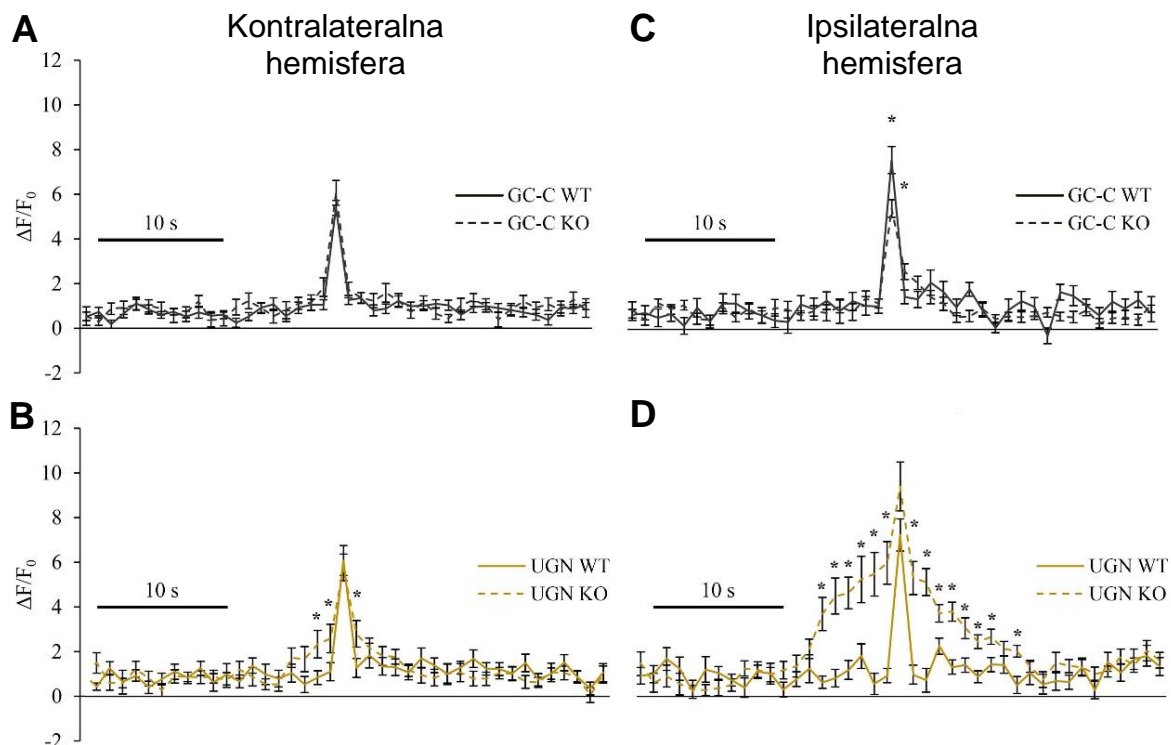 A
Kontralateralna
hemisfera
12
10
8
6
4
2
0
-2
ΔF/F0
10 s
GC-C WT
GC-C KO
C
Ipsilateralna
hemisfera
*
*
10 s
GC-C WT
GC-C KO
B
12
10
8
6
4
2
0
-2
ΔF/F0
10 s
* * *
UGN WT
UGN KO
D
10 s
* * * * * * * * * * * * * *
UGN WT
UGN KO